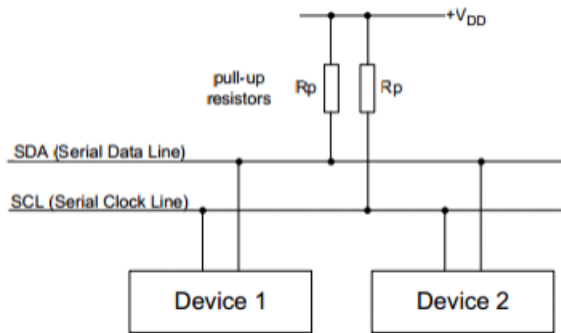 +VDD
pull-up
resistors
Rp
Rp
SDA (Serial Data Line)
SCL (Serial Clock Line)
Device 1
Device 2